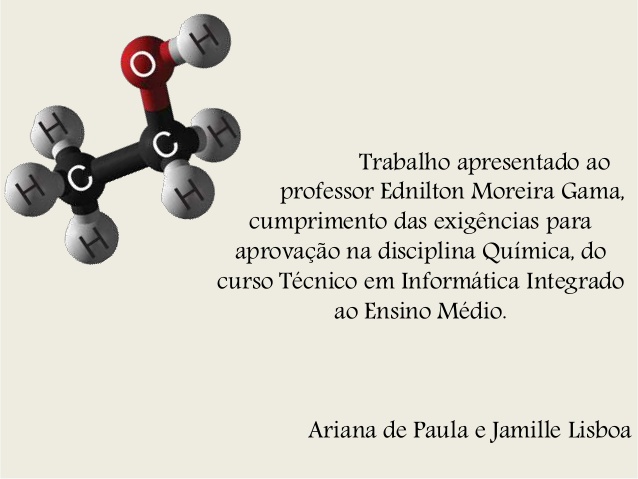 H
O
H
H
C
C
H
H
H
Trabalho apresentado ao
professor Ednilton Moreira Gama,
cumprimento das exigências para
aprovação na disciplina Química, do
curso Técnico em Informática Integrado
ao Ensino Médio.
Ariana de Paula e Jamille Lisboa